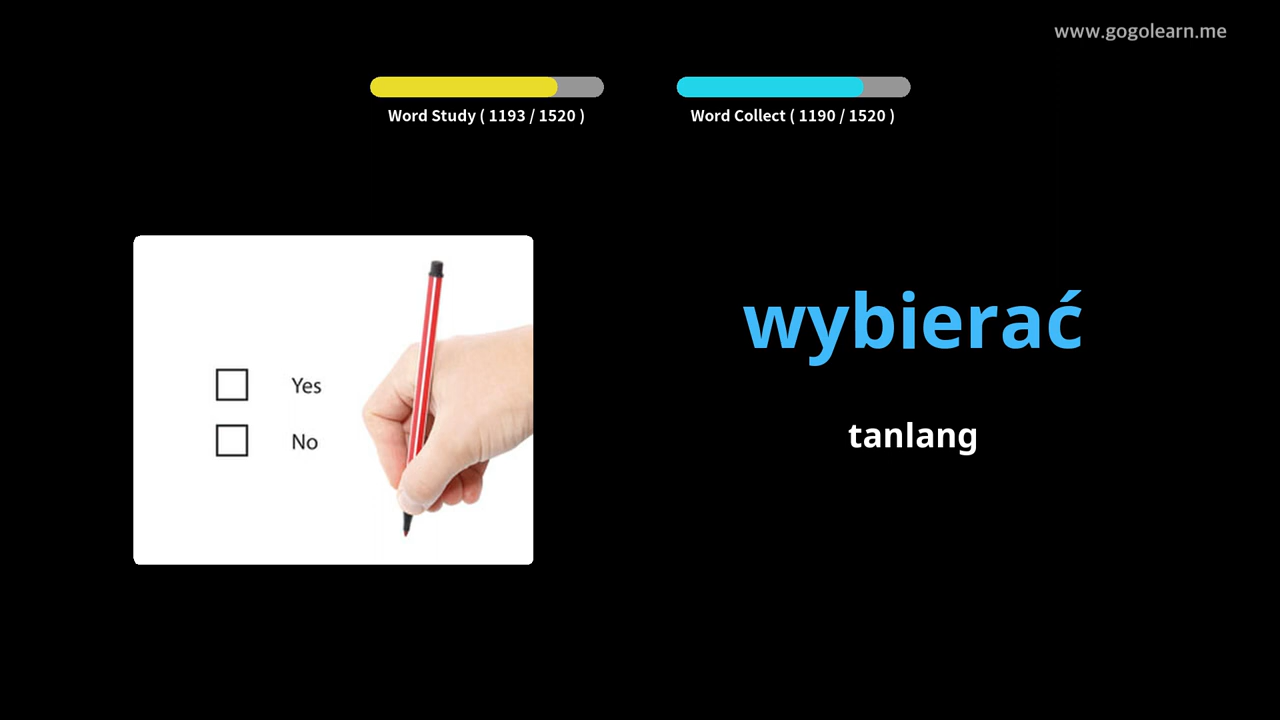 www.gogolearn.me
Word Study ( 1193 / 1520 )
Word Collect ( 1190 / 1520 )
Yes
No
wybierać
tanlang